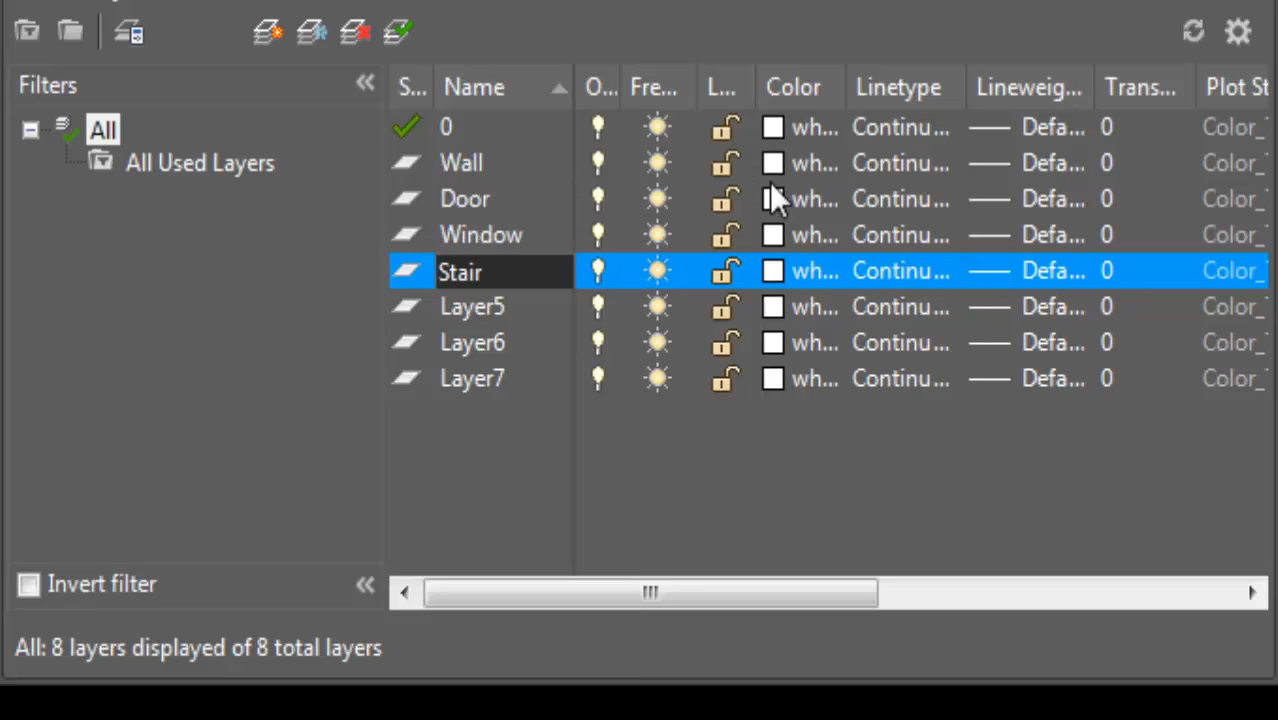 Filters
S... Name O... Fre... L... Color Linetype Lineweig... Trans... Plot St
All
All Used Layers
0 wh... Continu... Defa... 0 Color_
Wall wh... Continu... Defa... 0 Color_
Door wh... Continu... Defa... 0 Color_
Window wh... Continu... Defa... 0 Color_
Stair wh... Continu... Defa... 0 Color_
Layer5 wh... Continu... Defa... 0 Color_
Layer6 wh... Continu... Defa... 0 Color_
Layer7 wh... Continu... Defa... 0 Color_
Invert filter
All: 8 layers displayed of 8 total layers